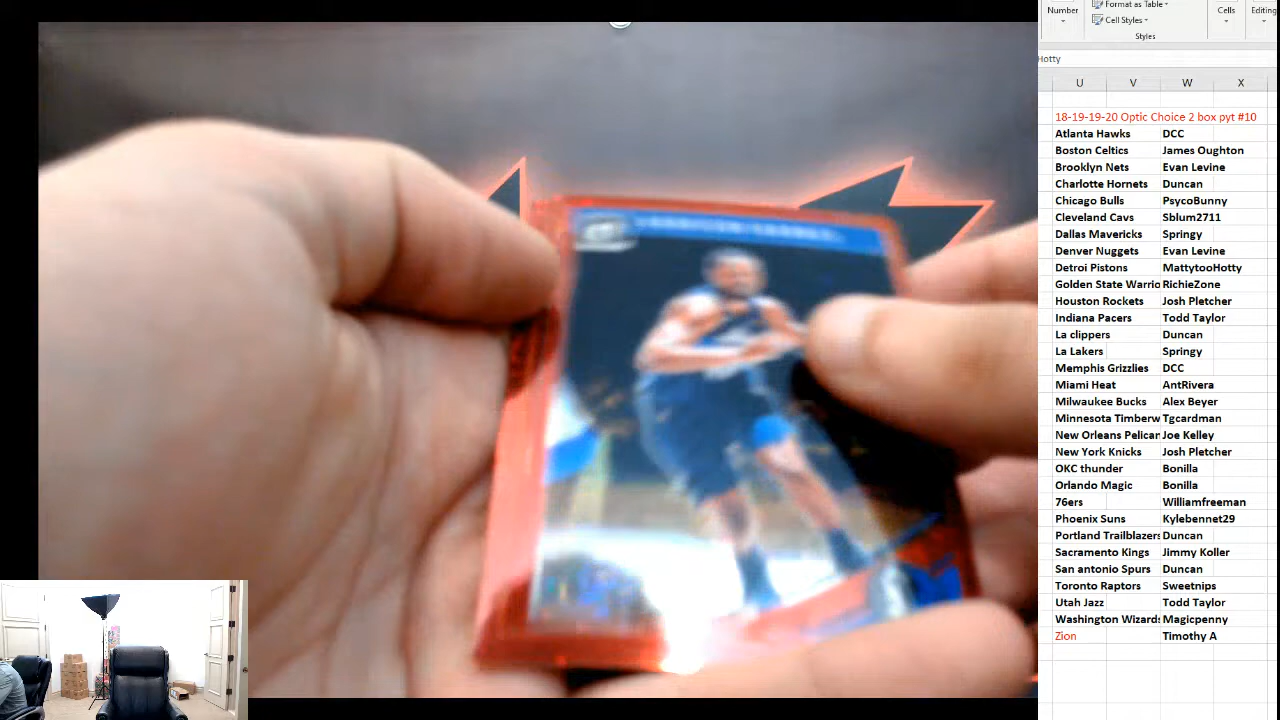 Number
Format as Table
Cell Styles
Cells
Editing
Styles
Hotty
U V W X
18-19-19-20 Optic Choice 2 box pyt #10
Atlanta Hawks DCC
Boston Celtics James Oughton
Brooklyn Nets Evan Levine
Charlotte Hornets Duncan
Chicago Bulls PsycoBunny
Cleveland Cavs Sblum2711
Dallas Mavericks Springy
Denver Nuggets Evan Levine
Detroi Pistons MattytooHotty
Golden State Warrio RichieZone
Houston Rockets Josh Pletcher
Indiana Pacers Todd Taylor
La clippers Duncan
La Lakers Springy
Memphis Grizzlies DCC
Miami Heat AntRivera
Milwaukee Bucks Alex Beyer
Minnesota Timberw Tgcardman
New Orleans Pelican Joe Kelley
New York Knicks Josh Pletcher
OKC thunder Bonilla
Orlando Magic Bonilla
76ers Williamfreeman
Phoenix Suns Kylebennet29
Portland Trailblazers Duncan
Sacramento Kings Jimmy Koller
San antonio Spurs Duncan
Toronto Raptors Sweetnips
Utah Jazz Todd Taylor
Washington Wizards Magicpenny
Zion Timothy A